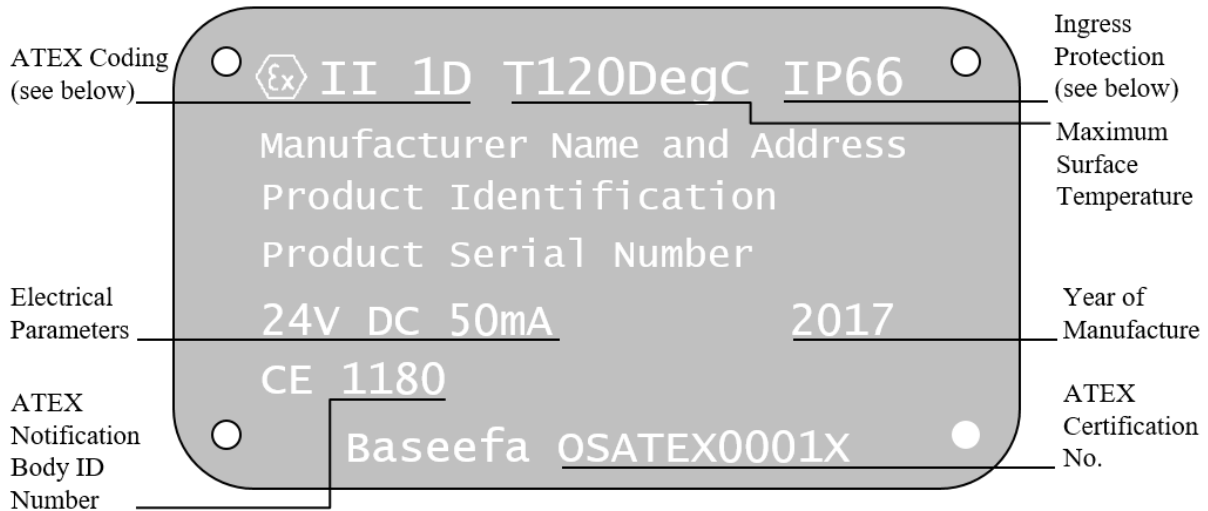 ATEX Coding
(see below)
Ingress
Protection
(see below)
Ex II 1D T120DegC IP66
Maximum
Surface
Temperature
Manufacturer Name and Address
Product Identification
Product Serial Number
Electrical
Parameters
24V DC 50mA 2017
Year of
Manufacture
CE 1180
ATEX
Notification
Body ID
Number
Baseefa OSATEX0001X
ATEX
Certification
No.